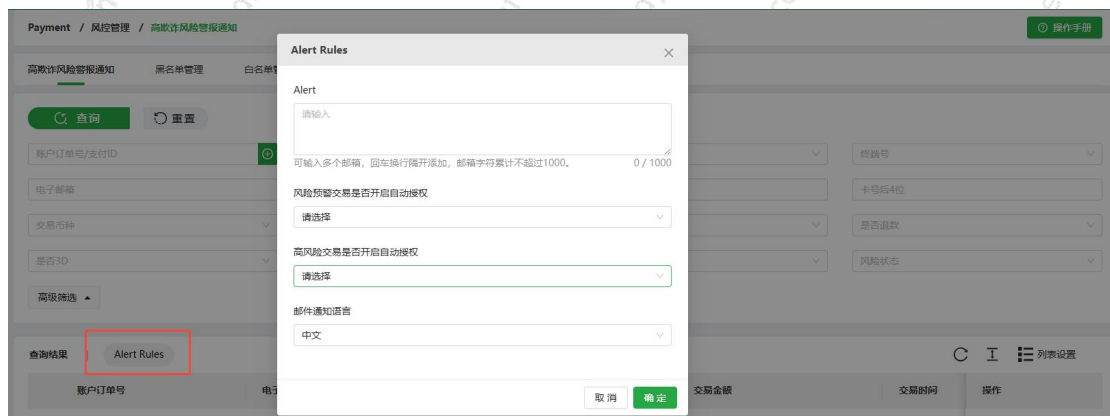 Payment / 风控管理 / 高欺诈风险警报通知
操作手册
高欺诈风险警报通知 黑名单管理 白名单
查询 重置
账户订单号/支付ID
终端号
电子邮箱
卡号后4位
交易币种
是否退款
是否3D
风险状态
高级筛选
查询结果 | Alert Rules
列表设置
账户订单号 电子 交易金额 交易时间 操作
Alert Rules
Alert
请输入
可输入多个邮箱,回车换行隔开添加,邮箱字符累计不超过1000。 0 / 1000
风险预警交易是否开启自动授权
请选择
高风险交易是否开启自动授权
请选择
邮件通知语言
中文
取消 确定